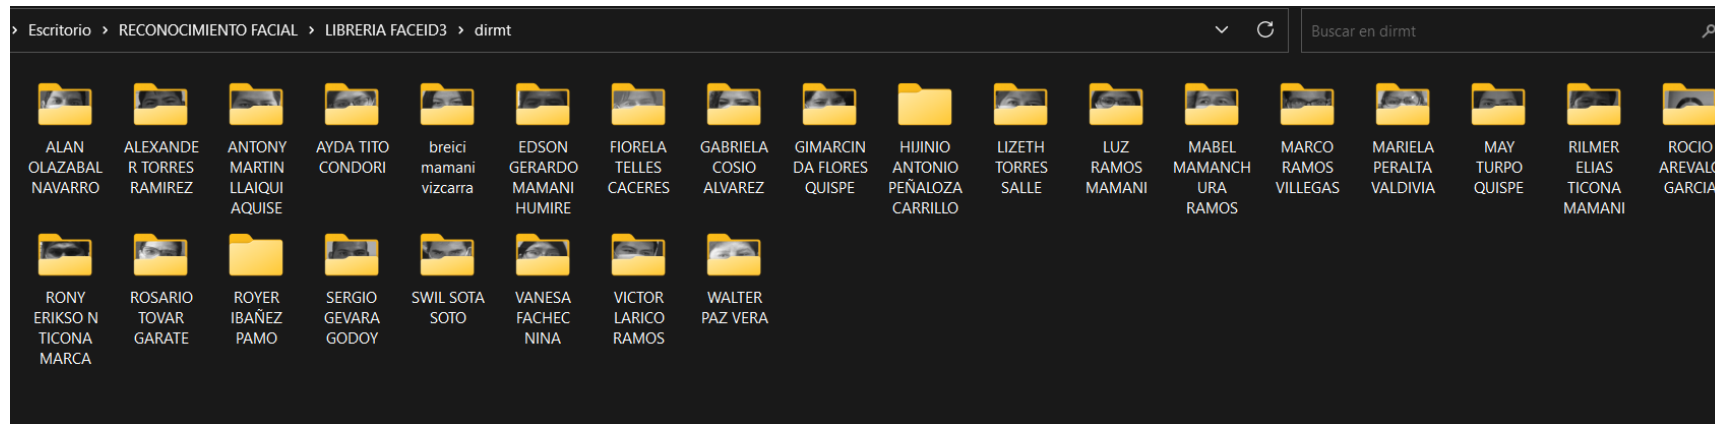 > Escritorio > RECONOCIMIENTO FACIAL > LIBRERIA FACEID3 > dirmt
Buscar en dirmt
ALAN
OLAZABAL
NAVARRO
ALEXANDE
R TORRES
RAMIREZ
ANTONY
MARTIN
LLAIQUI
AQUISE
AYDA TITO
CONDORI
breici
mamani
vizcarra
EDSON
GERARDO
MAMANI
HUMIRE
FIORELA
TELLES
CACERES
GABRIELA
COSIO
ALVAREZ
GIMARCIN
DA FLORES
QUISPE
HIJINIO
ANTONIO
PEÑALOZA
CARRILLO
LIZETH
TORRES
SALLE
LUZ
RAMOS
MAMANI
MABEL
MAMANCH
URA
RAMOS
MARCO
RAMOS
VILLEGAS
MARIELA
PERALTA
VALDIVIA
MAY
TURPO
QUISPE
RILMER
ELIAS
TICONA
MAMANI
ROCIO
AREVALO
GARCIA
RONY
ERIKSO N
TICONA
MARCA
ROSARIO
TOVAR
GARATE
ROYER
IBAÑEZ
PAMO
SERGIO
GEVARA
GODOY
SWIL SOTA
SOTO
VANESA
FACHEC
NINA
VICTOR
LARICO
RAMOS
WALTER
PAZ VERA